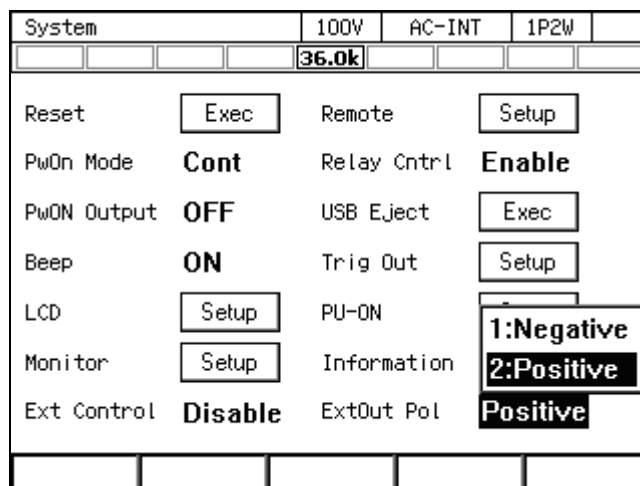 System 100V AC-INT 1P2W
36.0k
Reset Exec Remote Setup
PwOn Mode Cont Relay Cntrl Enable
PwON Output OFF USB Eject Exec
Beep ON Trig Out Setup
LCD Setup PU-ON
1:Negative
Monitor Setup Information 2:Positive
Ext Control Disable ExtOut Pol Positive